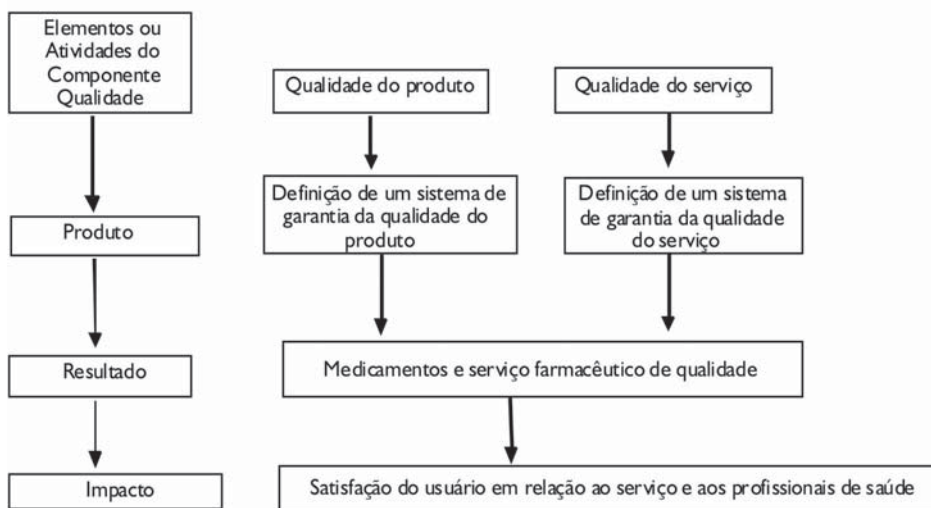 Elementos ou
Atividades do
Componente
Qualidade
Qualidade do produto
Qualidade do serviço
Definição de um sistema de
garantia da qualidade do
produto
Definição de um sistema
de garantia da qualidade
do serviço
Produto
Resultado
Medicamentos e serviço farmacêutico de qualidade
Impacto
Satisfação do usuário em relação ao serviço e aos profissionais de saúde